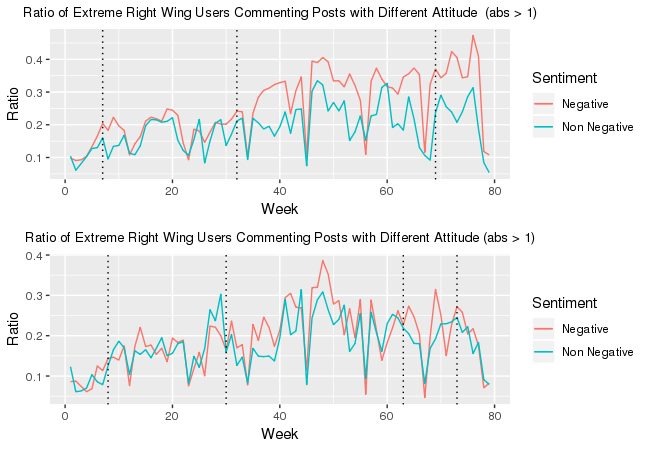 Ratio of Extreme Right Wing Users Commenting Posts with Different Attitude  (abs > 1)
0.4
0.3
0.2
0.1
Ratio
0
20
40
60
80
Week
Sentiment
Negative
Non Negative
Ratio of Extreme Right Wing Users Commenting Posts with Different Attitude (abs > 1)
0.4
0.3
0.2
0.1
Ratio
0
20
40
60
80
Week
Sentiment
Negative
Non Negative